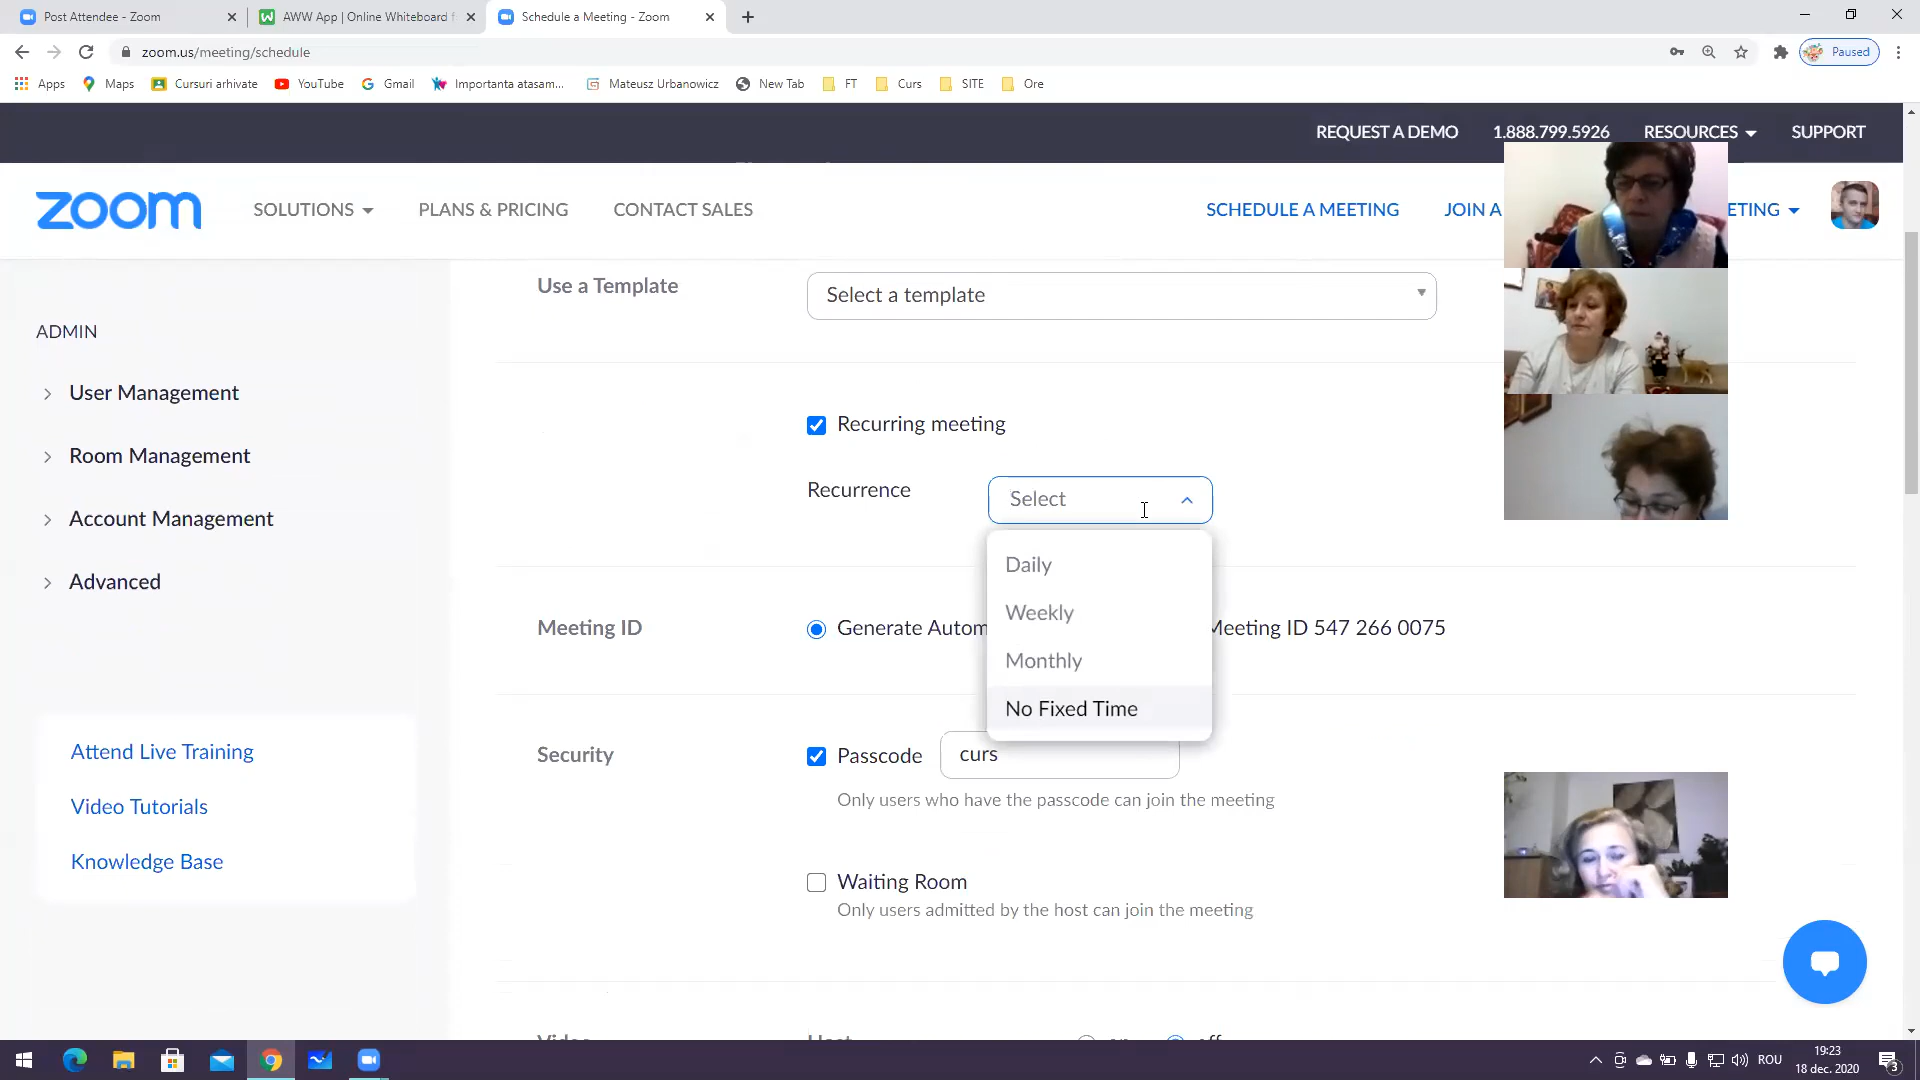 Post Attendee - Zoom
AWW App | Online Whiteboard f
Schedule a Meeting - Zoom
zoom.us/meeting/schedule
Paused
Apps
Maps
Cursuri arhivate
YouTube
Gmail
Importanta atasam...
Mateusz Urbanowicz
New Tab
FT
Curs
SITE
Ore
REQUEST A DEMO
1.888.799.5926
RESOURCES
SUPPORT
zoom
SOLUTIONS
PLANS & PRICING
CONTACT SALES
SCHEDULE A MEETING
JOIN A
ETING
ADMIN
User Management
Room Management
Account Management
Advanced
Attend Live Training
Video Tutorials
Knowledge Base
Use a Template
Select a template
Recurring meeting
Recurrence
Select
Daily
Weekly
Monthly
No Fixed Time
Meeting ID
Generate Autom
Meeting ID 547 266 0075
Security
Passcode
curs
Only users who have the passcode can join the meeting
Waiting Room
Only users admitted by the host can join the meeting
Video
Host
off
ROU
19:23
18 dec. 2020
3